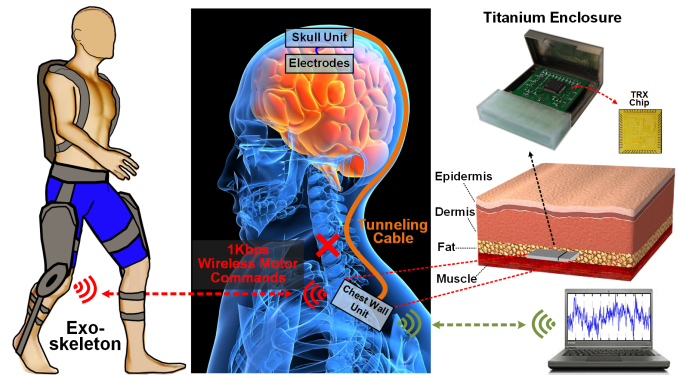 Titanium Enclosure
Skull Unit
Electrodes
TRX
Chip
Epidermis
Dermis
Fat
Muscle
Tunneling
Cable
1Kbps
Wireless Motor
Commands
Chest Wall
Unit
Exo-
skeleton